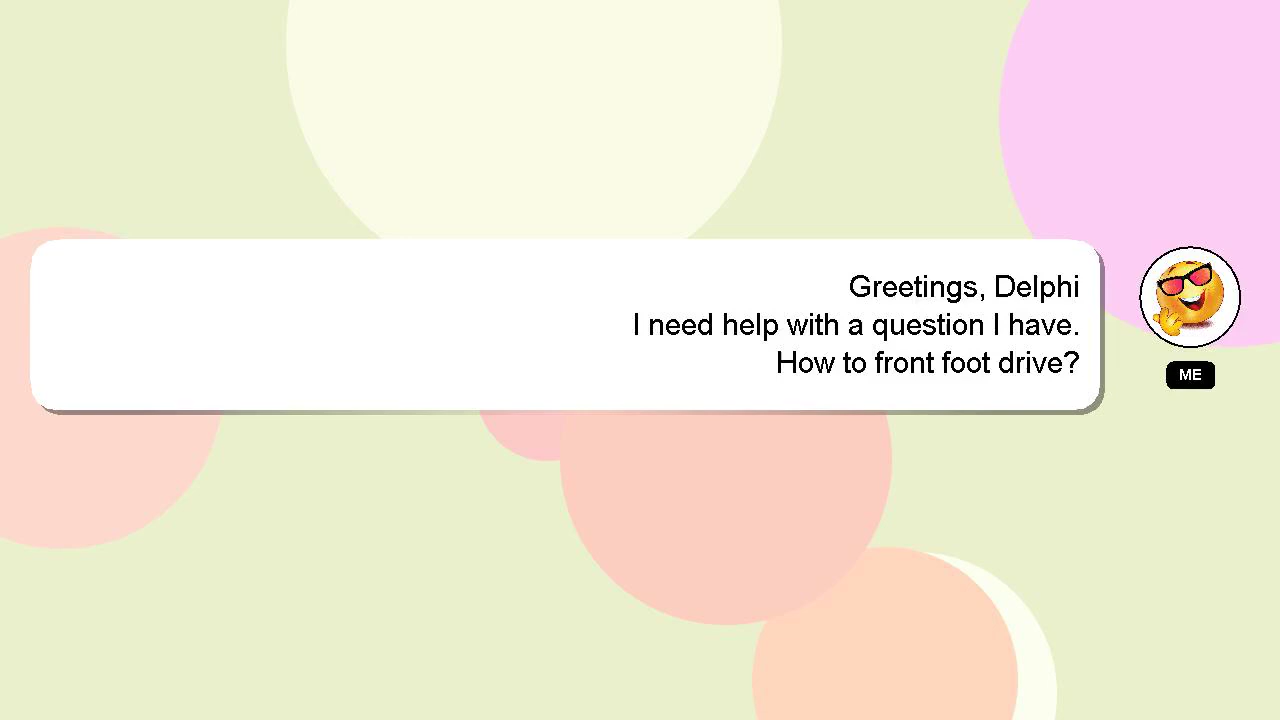 Greetings, Delphi
I need help with a question I have.
How to front foot drive?
ME